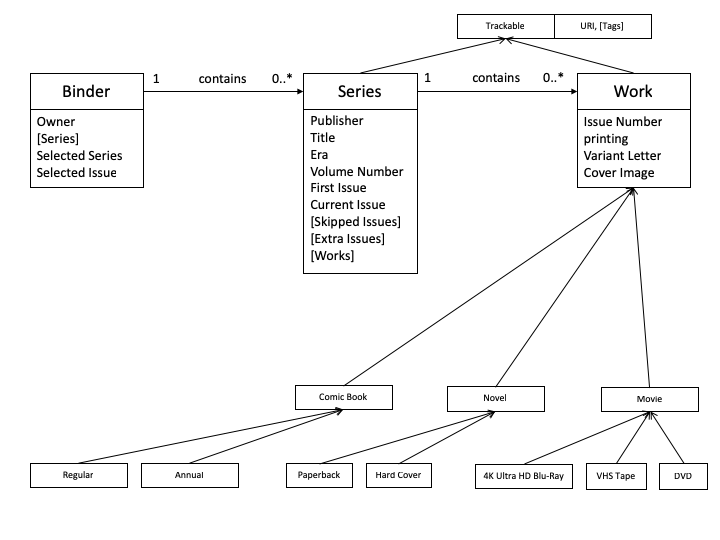 Trackable
URI, [Tags]
Binder
Owner
[Series]
Selected Series
Selected Issue
1 contains 0..*
Series
Publisher
Title
Era
Volume Number
First Issue
Current Issue
[Skipped Issues]
[Extra Issues]
[Works]
1 contains 0..*
Work
Issue Number
printing
Variant Letter
Cover Image
Comic Book
Novel
Movie
Regular
Annual
Paperback
Hard Cover
4K Ultra HD Blu-Ray
VHS Tape
DVD